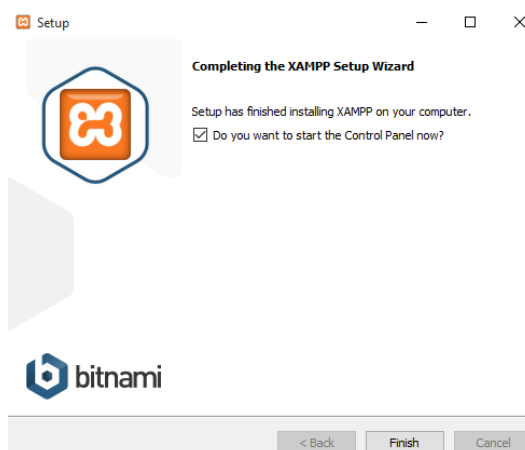 Setup
Completing the XAMPP Setup Wizard
Setup has finished installing XAMPP on your computer.
Do you want to start the Control Panel now?
bitnami
< Back
Finish
Cancel